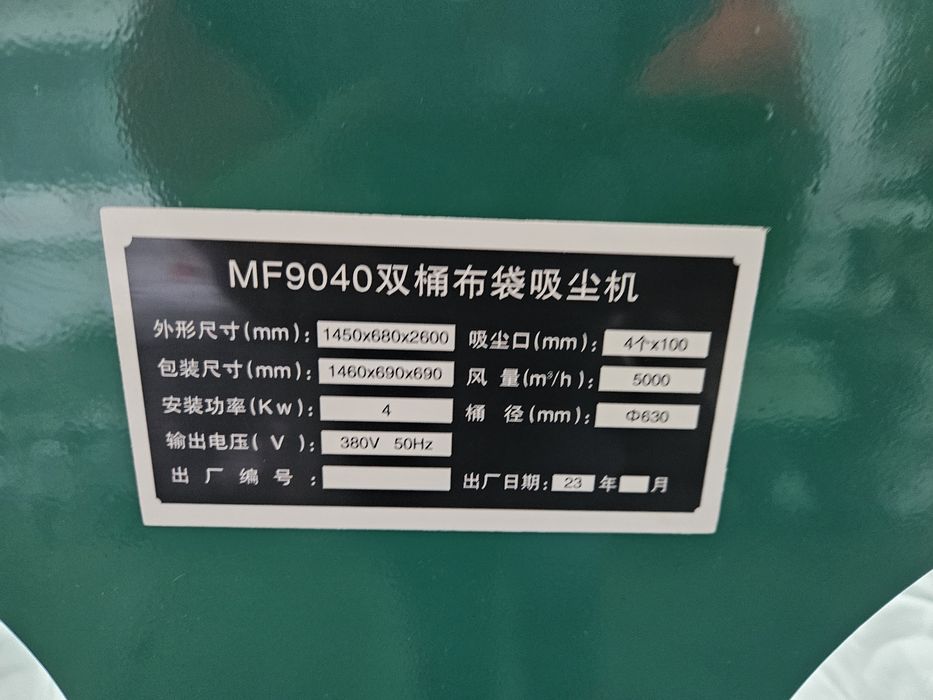 MF9040双桶布袋吸尘机
外形尺寸(mm): 1450x680x2600 吸尘口(mm): 4个x100
包装尺寸(mm): 1460x690x690 风 量(m³/h): 5000
安装功率(Kw): 4 桶 径(mm): Φ630
输出电压( V ): 380V 50Hz
出 厂 编 号 : 出厂日期: 23 年 月